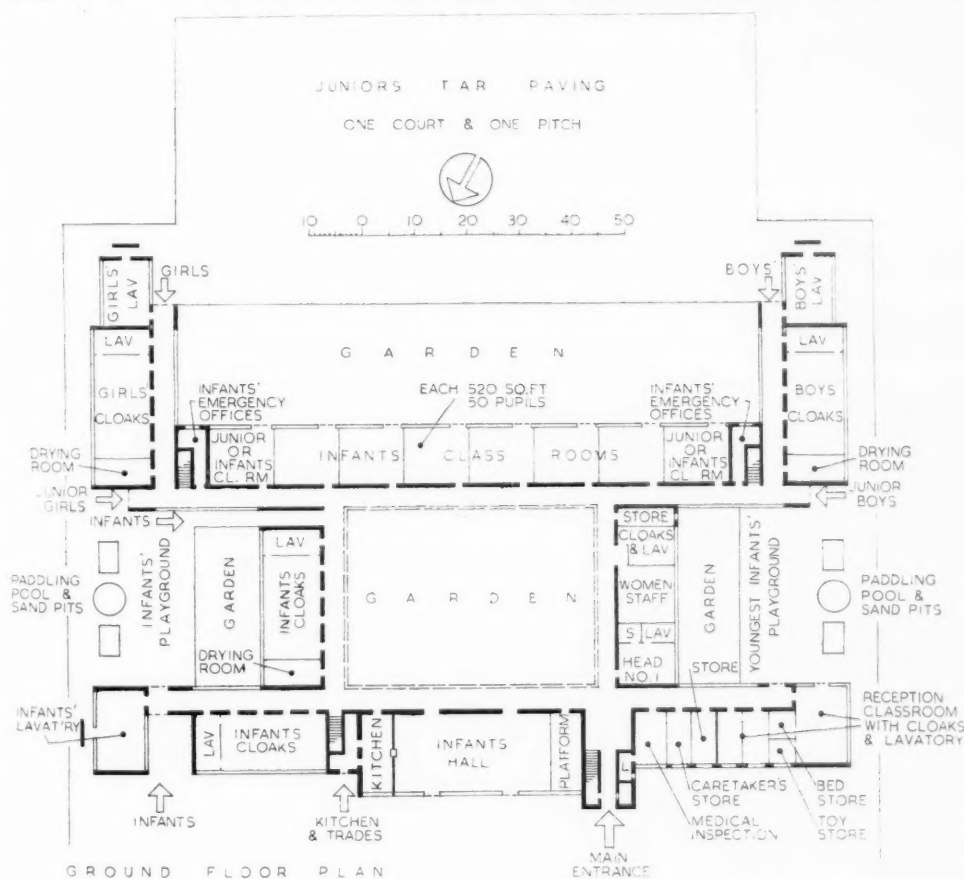 JUNIORS TAR PAVING
ONE COURT & ONE PITCH
10 0 10 20 30 40 50
GIRLS
BOYS'
GIRLS LAV
BOYS' LAV
LAV
GIRLS' CLOAKS
GARDEN
INFANTS'
EMERGENCY
OFFICES
EACH 520 SQ.FT
50 PUPILS
INFANTS'
EMERGENCY
OFFICES
LAV
BOYS CLOAKS
DRYING
ROOM
JUNIOR
OR
INFANTS
CL. RM
INFANTS CLASS ROOMS
JUNIOR
OR
INFANTS
CL. RM
DRYING
ROOM
JUNIOR
GIRLS
JUNIOR
BOYS
INFANTS
STORE
CLOAKS
& LAV
LAV
PADDLING
POOL &
SAND PITS
INFANTS'
PLAYGROUND
GARDEN
INFANTS CLOAKS
GARDEN
WOMEN
STAFF
GARDEN
YOUNGEST INFANTS'
PLAYGROUND
PADDLING
POOL &
SAND PITS
S LAV
DRYING
ROOM
HEAD
NO. 1
STORE
INFANTS'
LAVAT'RY
LAV
INFANTS
CLOAKS
KITCHEN
INFANTS
HALL
PLATFORM
RECEPTION
CLASSROOM
WITH CLOAKS
& LAVATORY
INFANTS
KITCHEN
& TRADES
MAIN
ENTRANCE
CARETAKER'S
STORE
BED
STORE
MEDICAL
INSPECTION
TOY
STORE
GROUND FLOOR PLAN